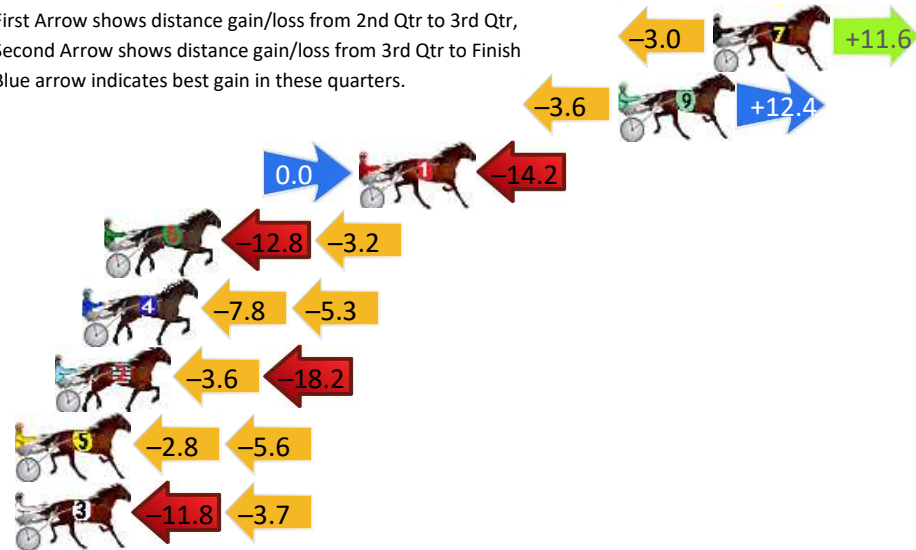 First Arrow shows distance gain/loss from 2nd Qtr to 3rd Qtr,
Second Arrow shows distance gain/loss from 3rd Qtr to Finish
Blue arrow indicates best gain in these quarters.
–3.0 7 +11.6
–3.6 9 +12.4
0.0 1 –14.2
–12.8 –3.2
4 –7.8 –5.3
2 –3.6 –18.2
5 –2.8 –5.6
3 –11.8 –3.7